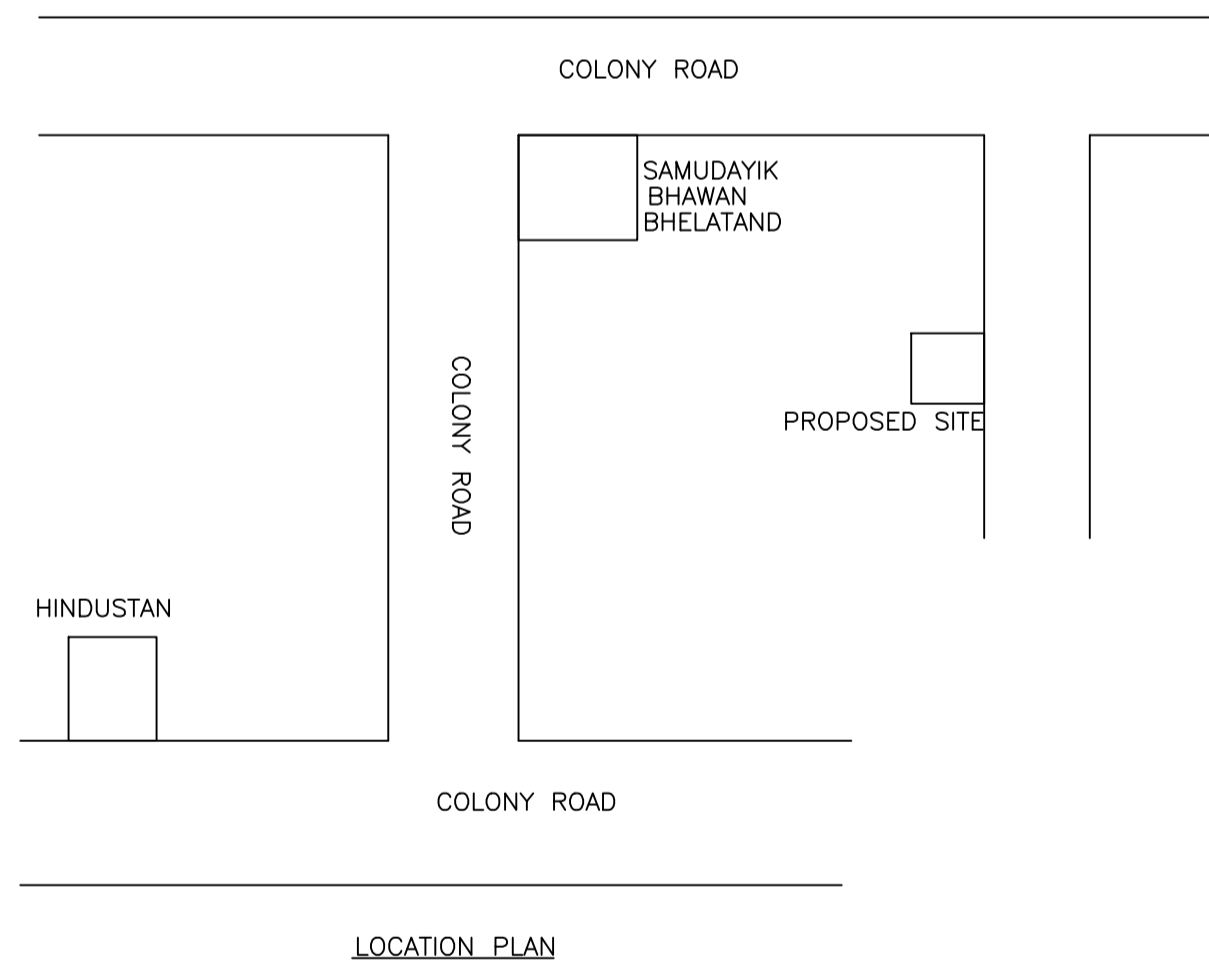 COLONY ROAD
SAMUDAYIK
BHAWAN
BHELATAND
COLONY ROAD
PROPOSED SITE
HINDUSTAN
COLONY ROAD
LOCATION PLAN